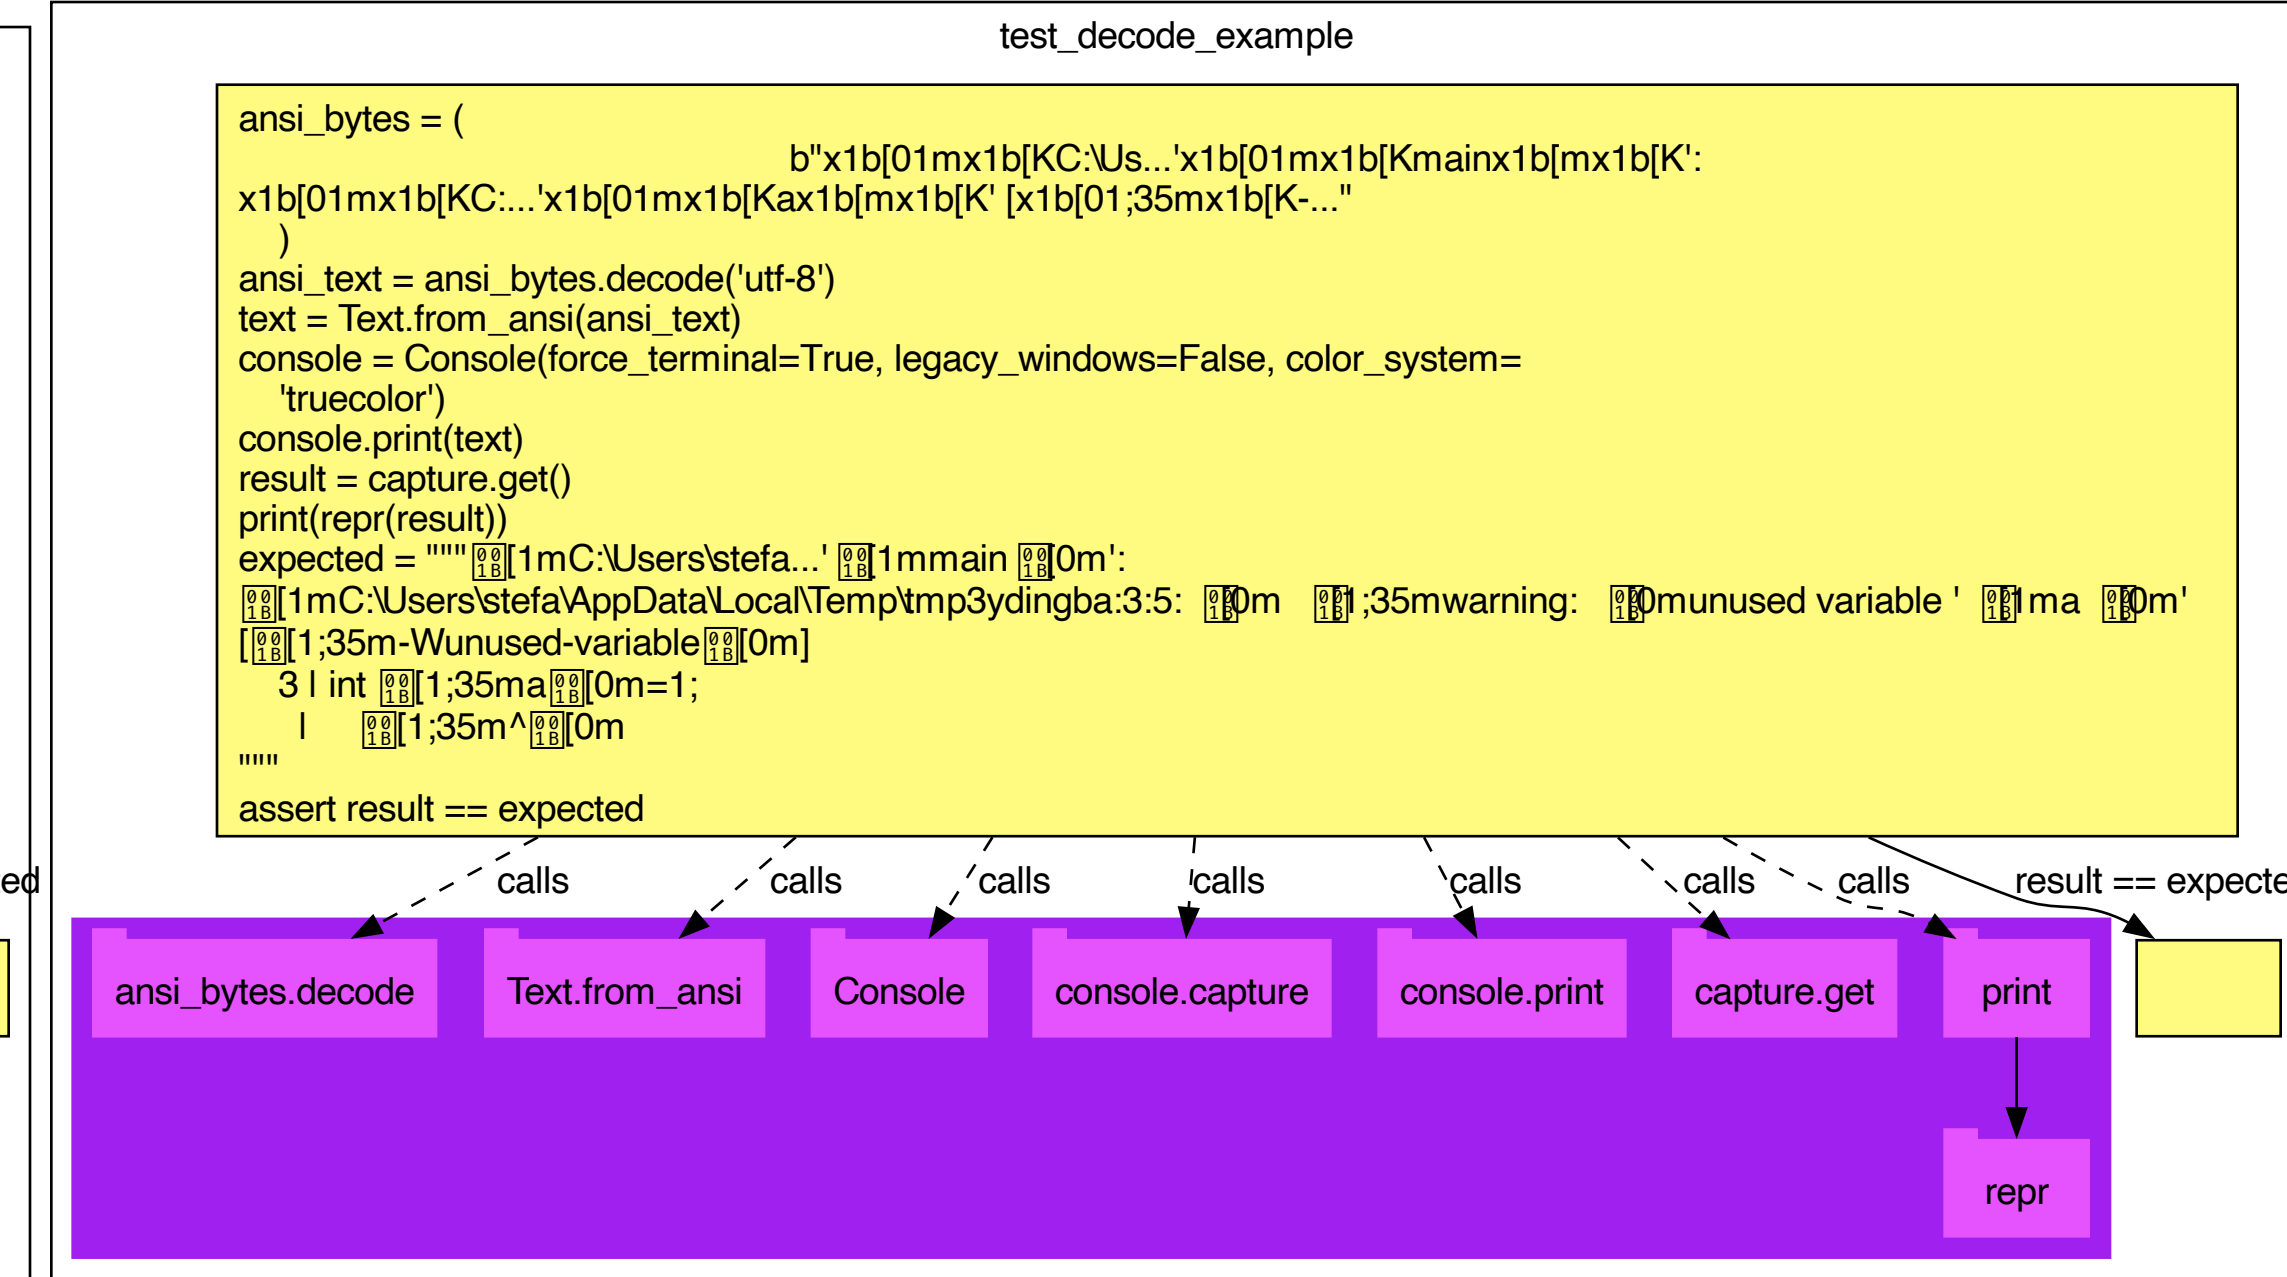 test_decode_example
ansi_bytes = (
b"x1b[01mx1b[KC:\Us...'x1b[01mx1b[Kmainx1b[mx1b[K':
x1b[01mx1b[KC:...'x1b[01mx1b[Kax1b[mx1b[K' [x1b[01;35mx1b[K-..."
)
ansi_text = ansi_bytes.decode('utf-8')
text = Text.from_ansi(ansi_text)
console = Console(force_terminal=True, legacy_windows=False, color_system=
'truecolor')
console.print(text)
result = capture.get()
print(repr(result))
expected = """[1mC:\Users\stefa...' [1mmain [0m':
[1mC:\Users\stefa\AppData\Local\Temp\tmp3ydingba:3:5: [0m [1;35mwarning: [0munused variable ' [1ma [0m'
[[1;35m-Wunused-variable[0m]
3 | int [1;35ma[0m=1;
| [1;35m^[0m
"""
assert result == expected
ed calls calls calls calls calls calls calls result == expecte
ansi_bytes.decode Text.from_ansi Console console.capture console.print capture.get print
repr